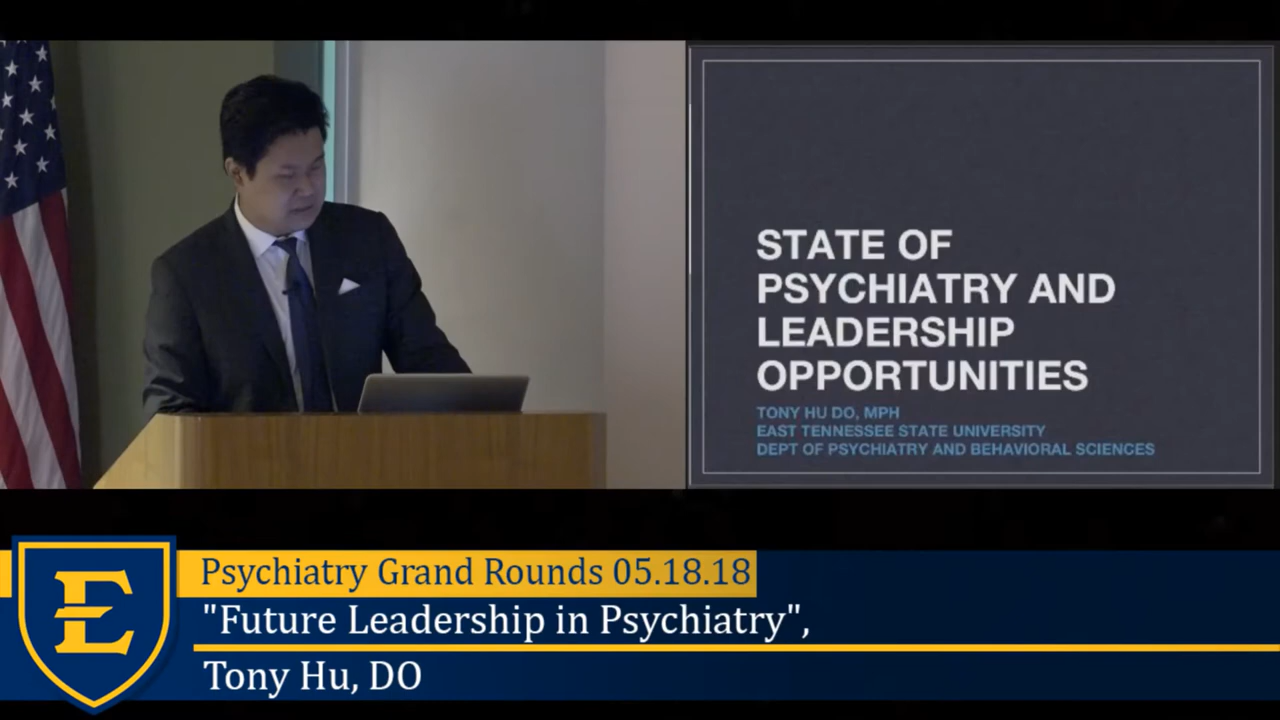 STATE OF
PSYCHIATRY AND
LEADERSHIP
OPPORTUNITIES
TONY HU DO, MPH
EAST TENNESSEE STATE UNIVERSITY
DEPT OF PSYCHIATRY AND BEHAVIORAL SCIENCES
E
Psychiatry Grand Rounds 05.18.18
"Future Leadership in Psychiatry",
Tony Hu, DO